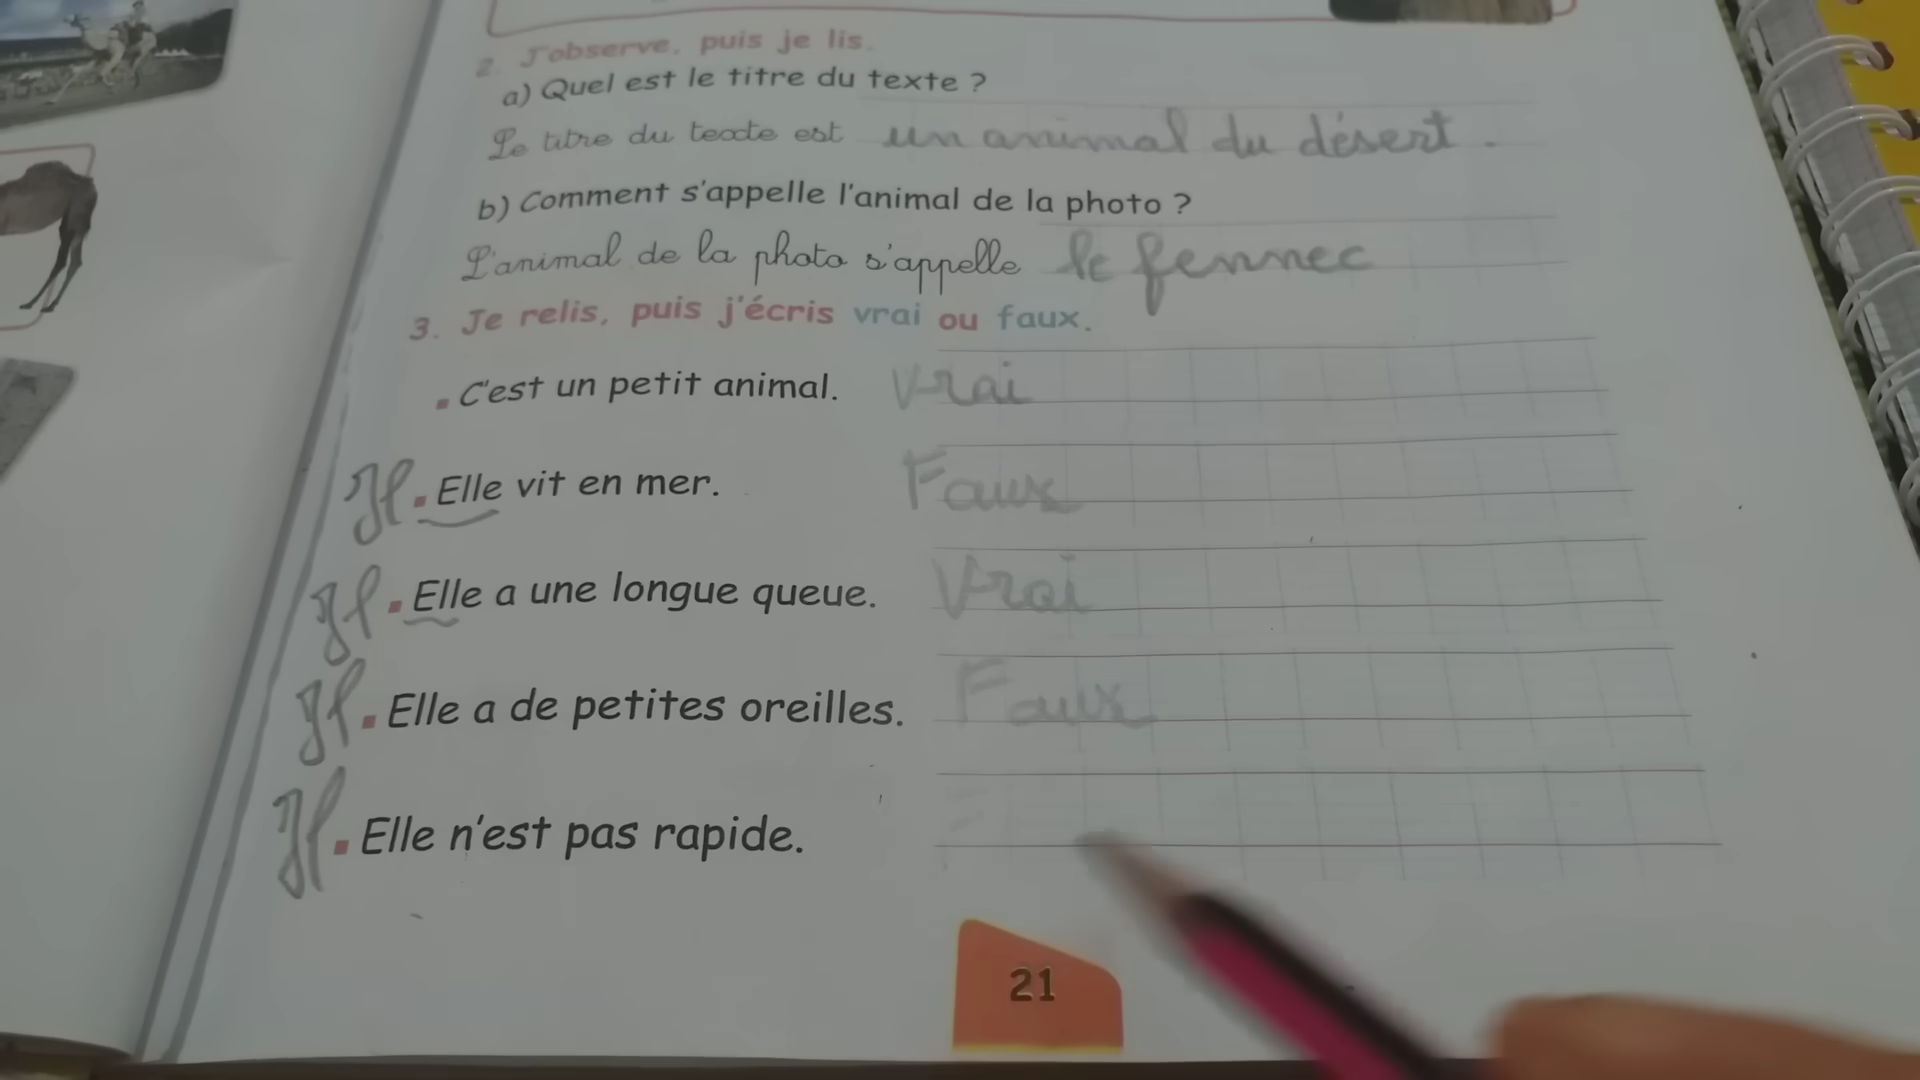 2. J'observe, puis je lis.
a) Quel est le titre du texte ?
Le titre du texte est un animal du désert.
b) Comment s'appelle l'animal de la photo ?
L'animal de la photo s'appelle le fennec
3. Je relis, puis j'écris vrai ou faux.
C'est un petit animal. Vrai
Il Elle vit en mer. Faux
Il Elle a une longue queue. Vrai
Il Elle a de petites oreilles. Faux
Il Elle n'est pas rapide.
21